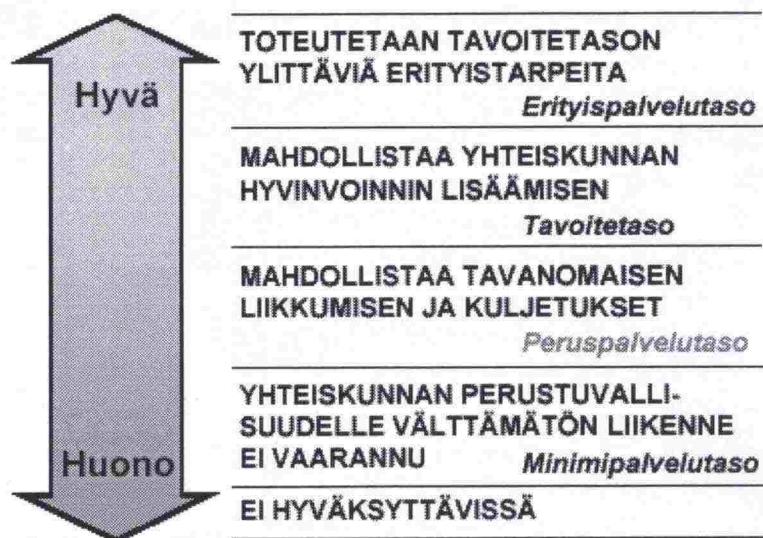 Hyvä
TOTEUTETAAN TAVOITETASON
YLITTÄVIÄ ERITYISTARPEITA
Erityispalvelutaso
MAHDOLLISTAA YHTEISKUNNAN
HYVINVOINNIN LISÄÄMISEN
Tavoitetaso
MAHDOLLISTAA TAVANOMAISEN
LIIKKUMISEN JA KULJETUKSET
Peruspalvelutaso
YHTEISKUNNAN PERUSTUVALLI-
SUUDELLE VÄLTTÄMÄTÖN LIIKENNE
EI VAARANNU Minimipalvelutaso
Huono
EI HYVÄKSYTTÄVISSÄ